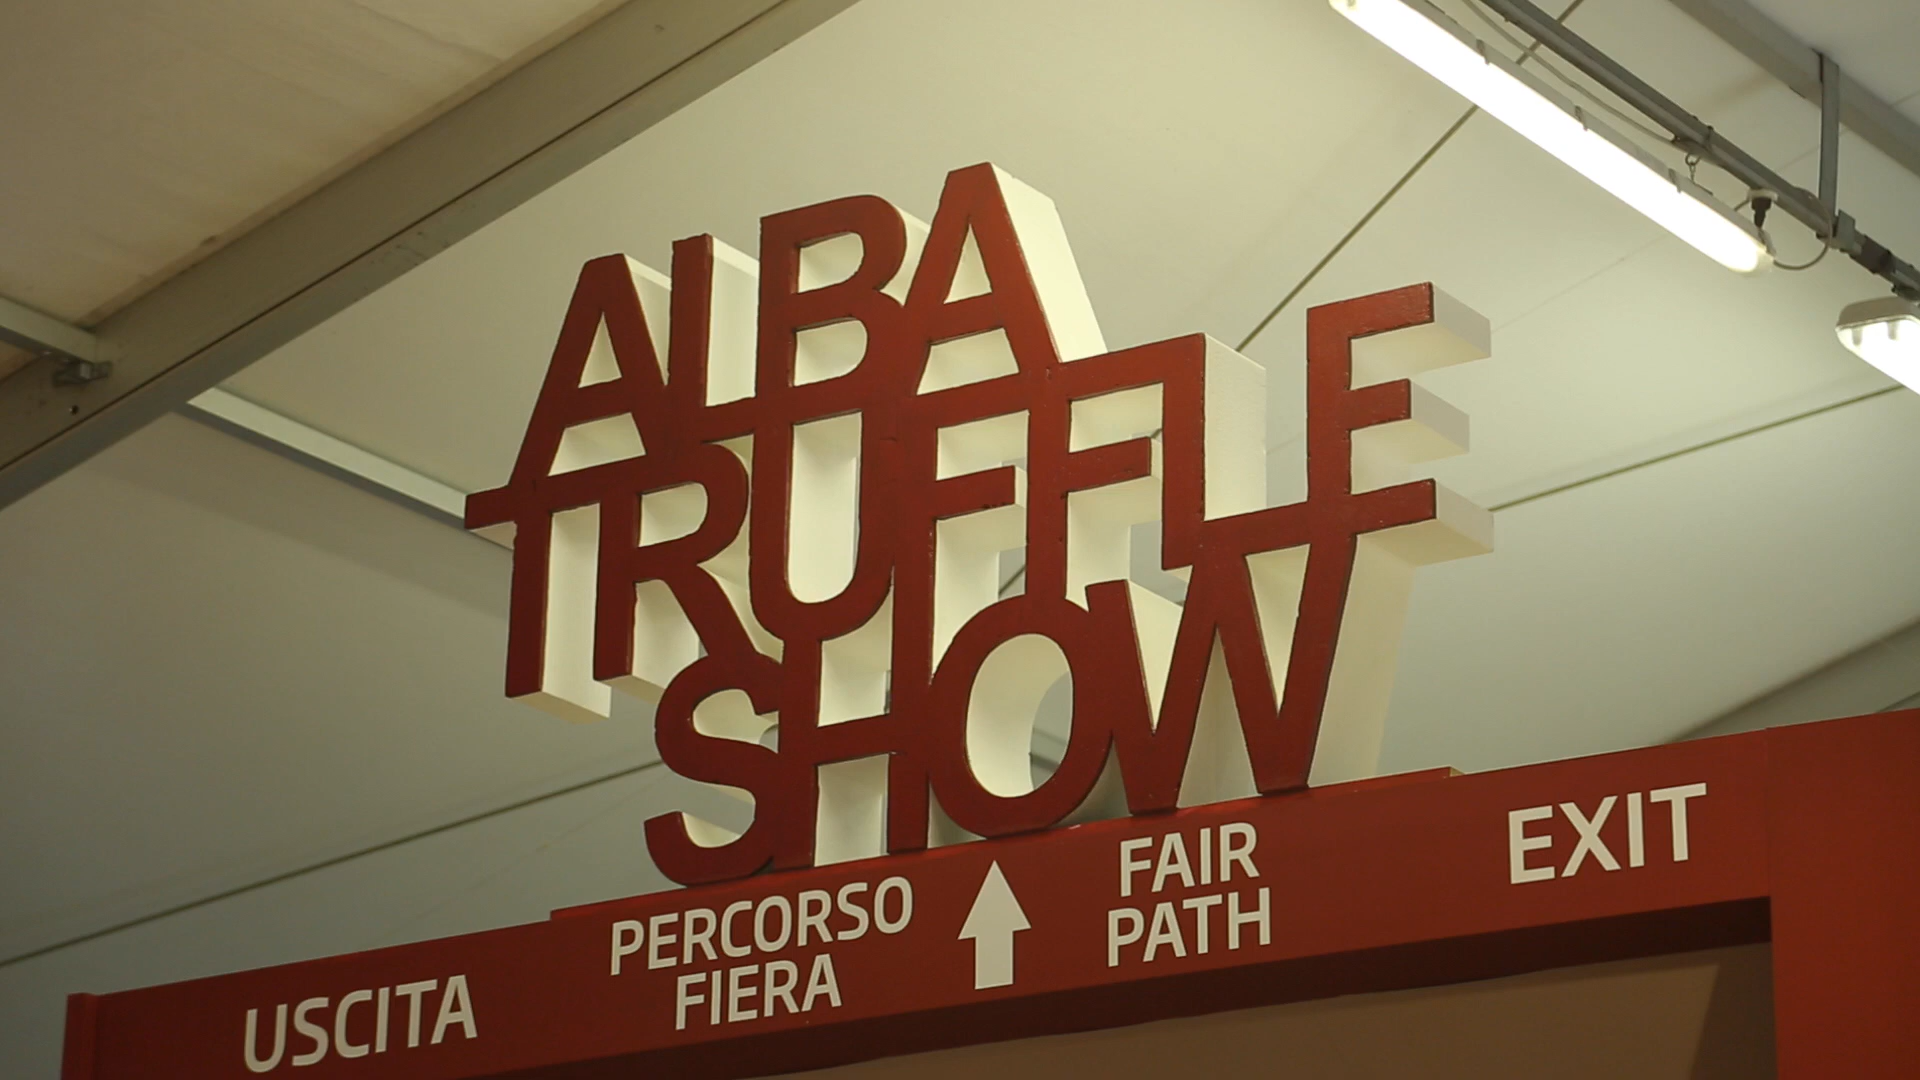 ALBA
TRUFFLE
SHOW
USCITA
PERCORSO
FIERA
FAIR
PATH
EXIT